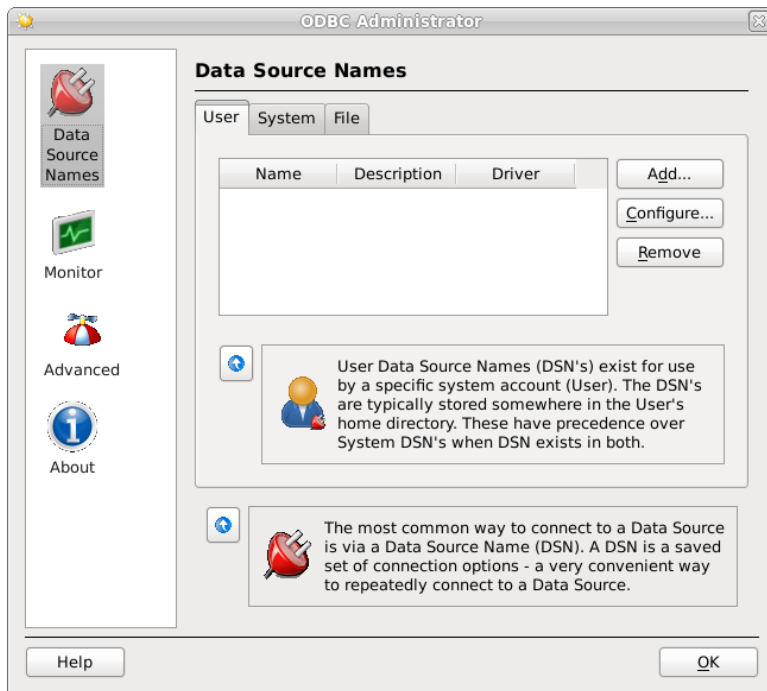 ODBC Administrator
Data
Source
Names
Monitor
Advanced
About
Data Source Names
User System File
Name Description Driver
Add...
Configure...
Remove
User Data Source Names (DSN's) exist for use
by a specific system account (User). The DSN's
are typically stored somewhere in the User's
home directory. These have precedence over
System DSN's when DSN exists in both.
The most common way to connect to a Data Source
is via a Data Source Name (DSN). A DSN is a saved
set of connection options - a very convenient way
to repeatedly connect to a Data Source.
Help
OK